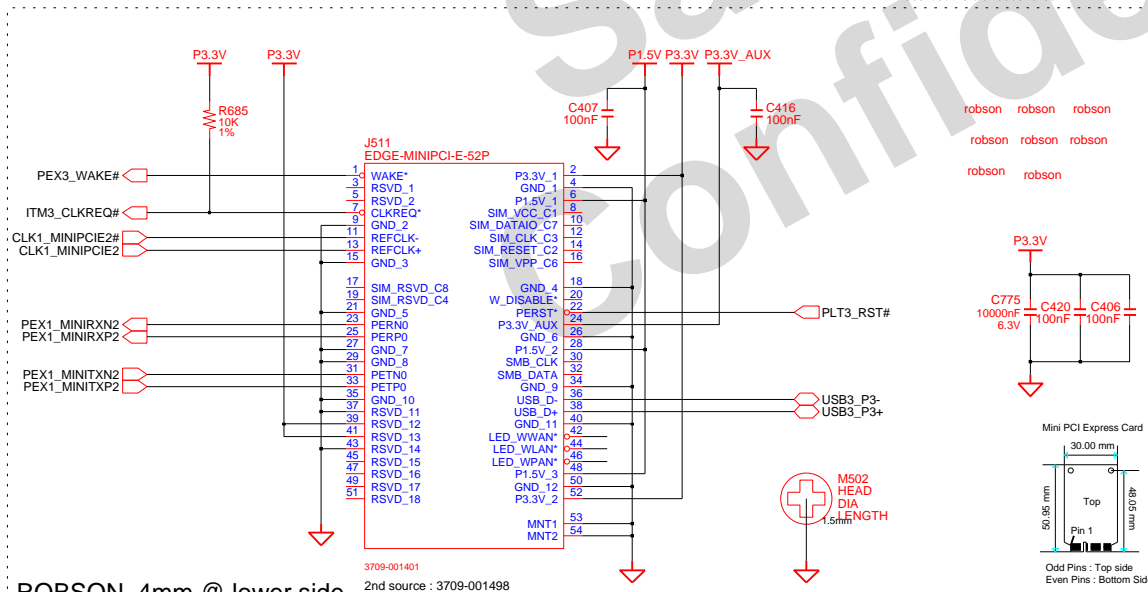 Sa
Confide
P3.3V P3.3V P1.5V P3.3V P3.3V_AUX
R685
10K
1%
C407
100nF
C416
100nF
robson robson robson
robson robson robson
robson robson
J511
EDGE-MINIPCI-E-52P
PEX3_WAKE# 1 WAKE* P3.3V_1 2
3 RSVD_1 GND_1 4
5 RSVD_2 P1.5V_1 6
ITM3_CLKREQ# 7 CLKREQ* SIM_VCC_C1 8
9 GND_2 SIM_DATAIO_C7 10
CLK1_MINIPCIE2# 11 REFCLK- SIM_CLK_C3 12
CLK1_MINIPCIE2 13 REFCLK+ SIM_RESET_C2 14
15 GND_3 SIM_VPP_C6 16
17 SIM_RSVD_C8 GND_4 18
19 SIM_RSVD_C4 W_DISABLE* 20
21 GND_5 PERST* 22 PLT3_RST#
PEX1_MINIRXN2 23 PERN0 P3.3V_AUX 24
PEX1_MINIRXP2 25 PERP0 GND_6 26
27 GND_7 P1.5V_2 28
29 GND_8 SMB_CLK 30
PEX1_MINITXN2 31 PETN0 SMB_DATA 32
PEX1_MINITXP2 33 PETP0 GND_9 34
35 GND_10 USB_D- 36 USB3_P3-
37 RSVD_11 USB_D+ 38 USB3_P3+
39 RSVD_12 GND_11 40
41 RSVD_13 LED_WWAN* 42
43 RSVD_14 LED_WLAN* 44
45 RSVD_15 LED_WPAN* 46
47 RSVD_16 P1.5V_3 48
49 RSVD_17 GND_12 50
51 RSVD_18 P3.3V_2 52
MNT1 53
MNT2 54
3709-001401
2nd source : 3709-001498
P3.3V
C775
10000nF
6.3V
C420
100nF
C406
100nF
M502
HEAD
DIA
LENGTH
1.5mm
Mini PCI Express Card
30.00 mm
50.95 mm
48.05 mm
Top
Pin 1
Odd Pins : Top side
Even Pins : Bottom Sid
ROBSON 4mm @ lower side